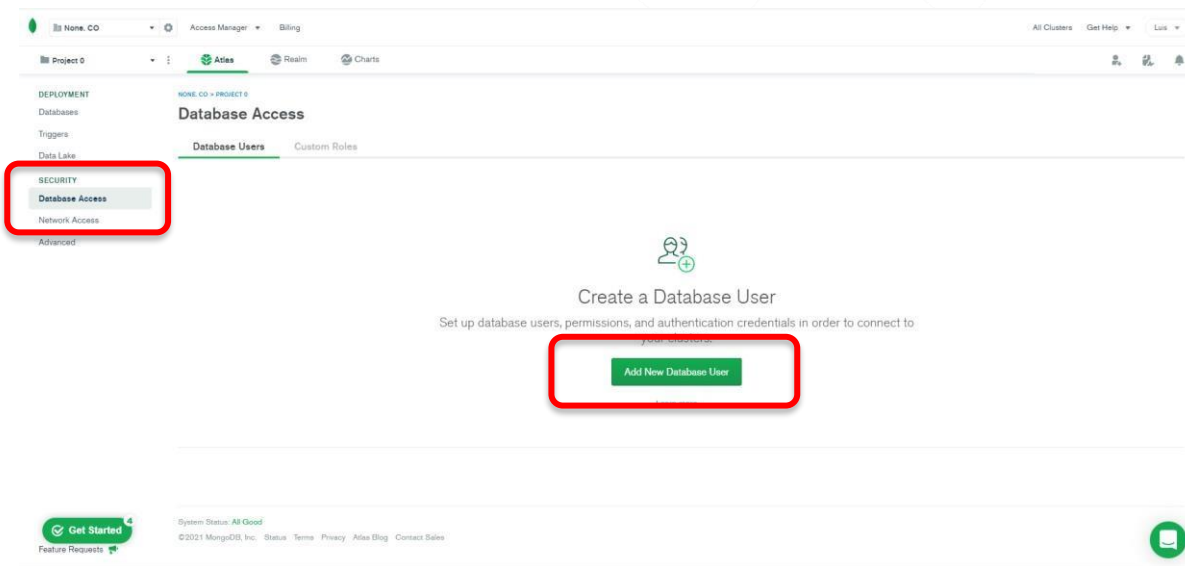 None. CO
Access Manager
Billing
All Clusters
Get Help
Luis
Project 0
Atlas
Realm
Charts
DEPLOYMENT
Databases
Triggers
Data Lake
SECURITY
Database Access
Network Access
Advanced
NONE. CO > PROJECT 0
Database Access
Database Users
Custom Roles
Create a Database User
Set up database users, permissions, and authentication credentials in order to connect to
your clusters.
Add New Database User
Get Started
4
Feature Requests
System Status: All Good
©2021 MongoDB, Inc. Status Terms Privacy Atlas Blog Contact Sales